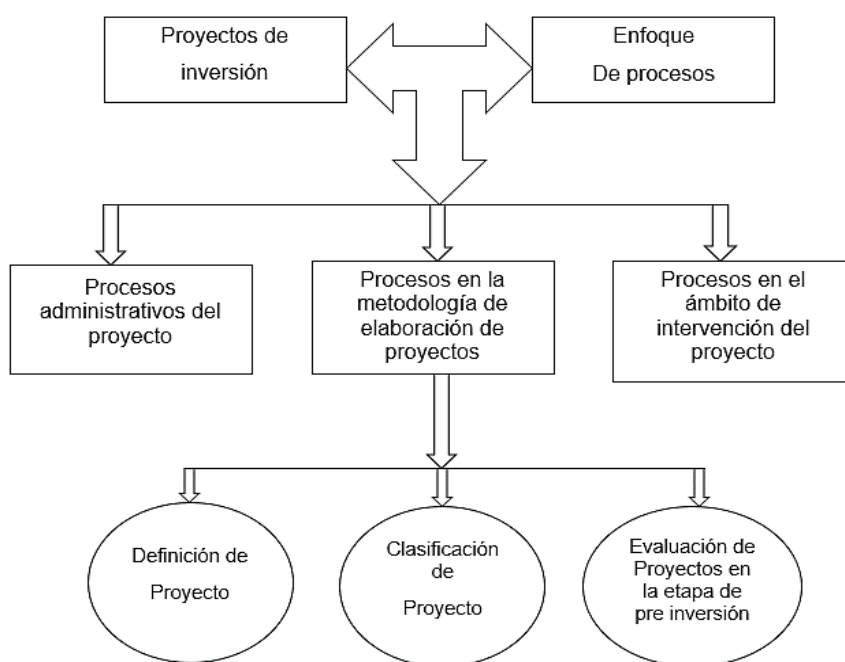 Proyectos de
inversión
Enfoque
De procesos
Procesos
administrativos del
proyecto
Procesos en la
metodología de
elaboración de
proyectos
Procesos en el
ámbito de
intervención del
proyecto
Definición de
Proyecto
Clasificación
de
Proyecto
Evaluación de
Proyectos en
la etapa de
pre inversión